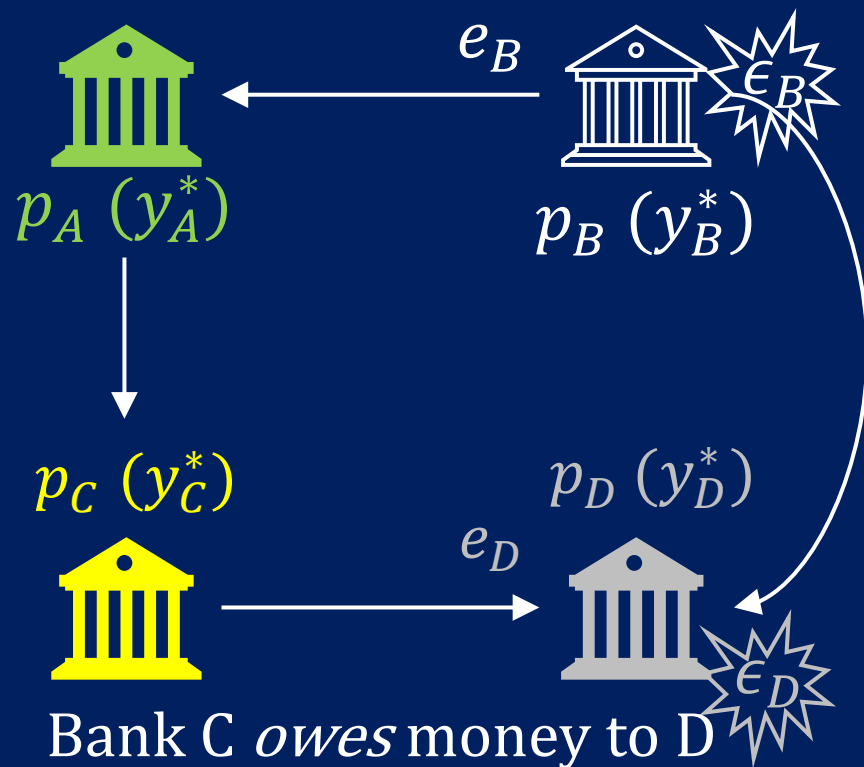 e_B
ϵ_B
p_A (y_A^*)
p_B (y_B^*)
p_C (y_C^*)
p_D (y_D^*)
e_D
ϵ_D
Bank C owes money to D